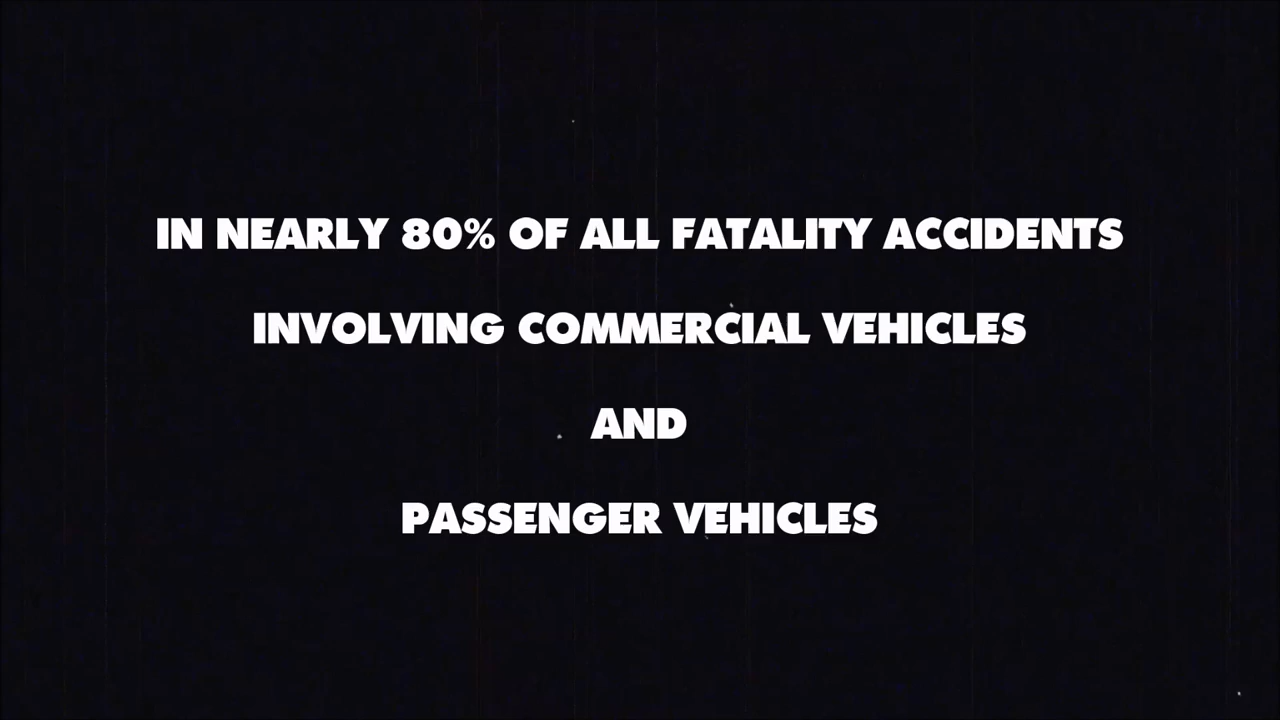 IN NEARLY 80% OF ALL FATALITY ACCIDENTS
INVOLVING COMMERCIAL VEHICLES
AND
PASSENGER VEHICLES